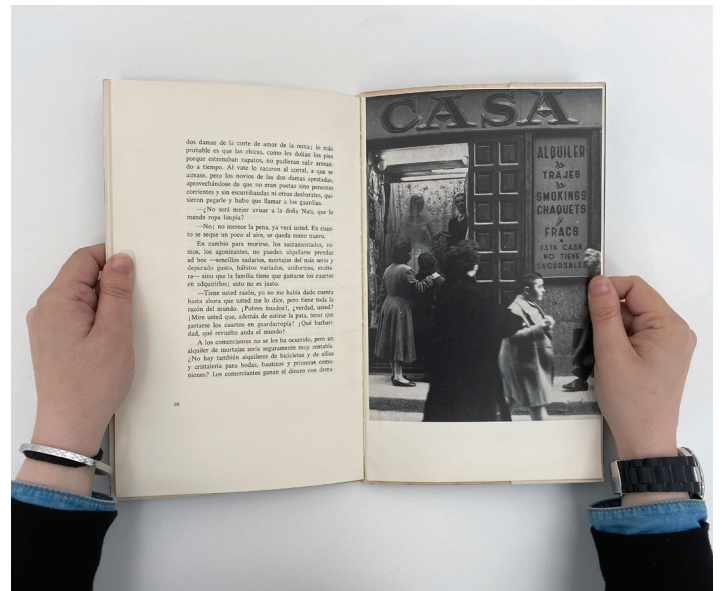 dos damas de la corte de amor de la reina; lo más
probable es que las chicas, como les dolían los pies
porque estrenaban zapatos, no pudieran salir arrean-
do a tiempo. Al vate lo sacaron al corral, a que se
airease, pero los novios de las dos damas apestadas,
aprovechándose de que no eran poetas sino personas
corrientes y sin escurribandas ni otros desbarates, qui-
sieron pegarle y hubo que llamar a los guardias.
—¿No será mejor avisar a la doña Nati, que le
mande ropa limpia?
—No; no merece la pena, ya verá usted. En cuan-
to se seque un poco al aire, se queda como nuevo.
En cambio para morirse, los sacramentados, va-
mos, los agonizantes, no pueden alquilarse prendas
ad hoc —sencillos sudarios, mortajas del más serio y
depurado gusto, hábitos variados, uniformes, etcéte-
ra— sino que la familia tiene que gastarse los cuartos
en adquirirlos; esto no es justo.
—Tiene usted razón, yo no me había dado cuenta
hasta ahora que usted me lo dice, pero tiene toda la
razón del mundo. ¡Pobres finados!, ¿verdad, usted?
¡Mire usted que, además de estirar la pata, tener que
gastarse los cuartos en guardarropía! ¡Qué barbari-
dad, qué revuelto anda el mundo!
A los comerciantes no se les ha ocurrido, pero un
alquiler de mortajas sería seguramente muy rentable.
¿No hay también alquileres de bicicletas y de sillas
y cristalería para bodas, bautizos y primeras comu-
niones? Los comerciantes ganan el dinero con dema-
CASA
ALQUILER
de
TRAJES
de
SMOKINGS
CHAQUETS
Y
FRACS
ESTA CASA
NO TIENE
SUCURSALES